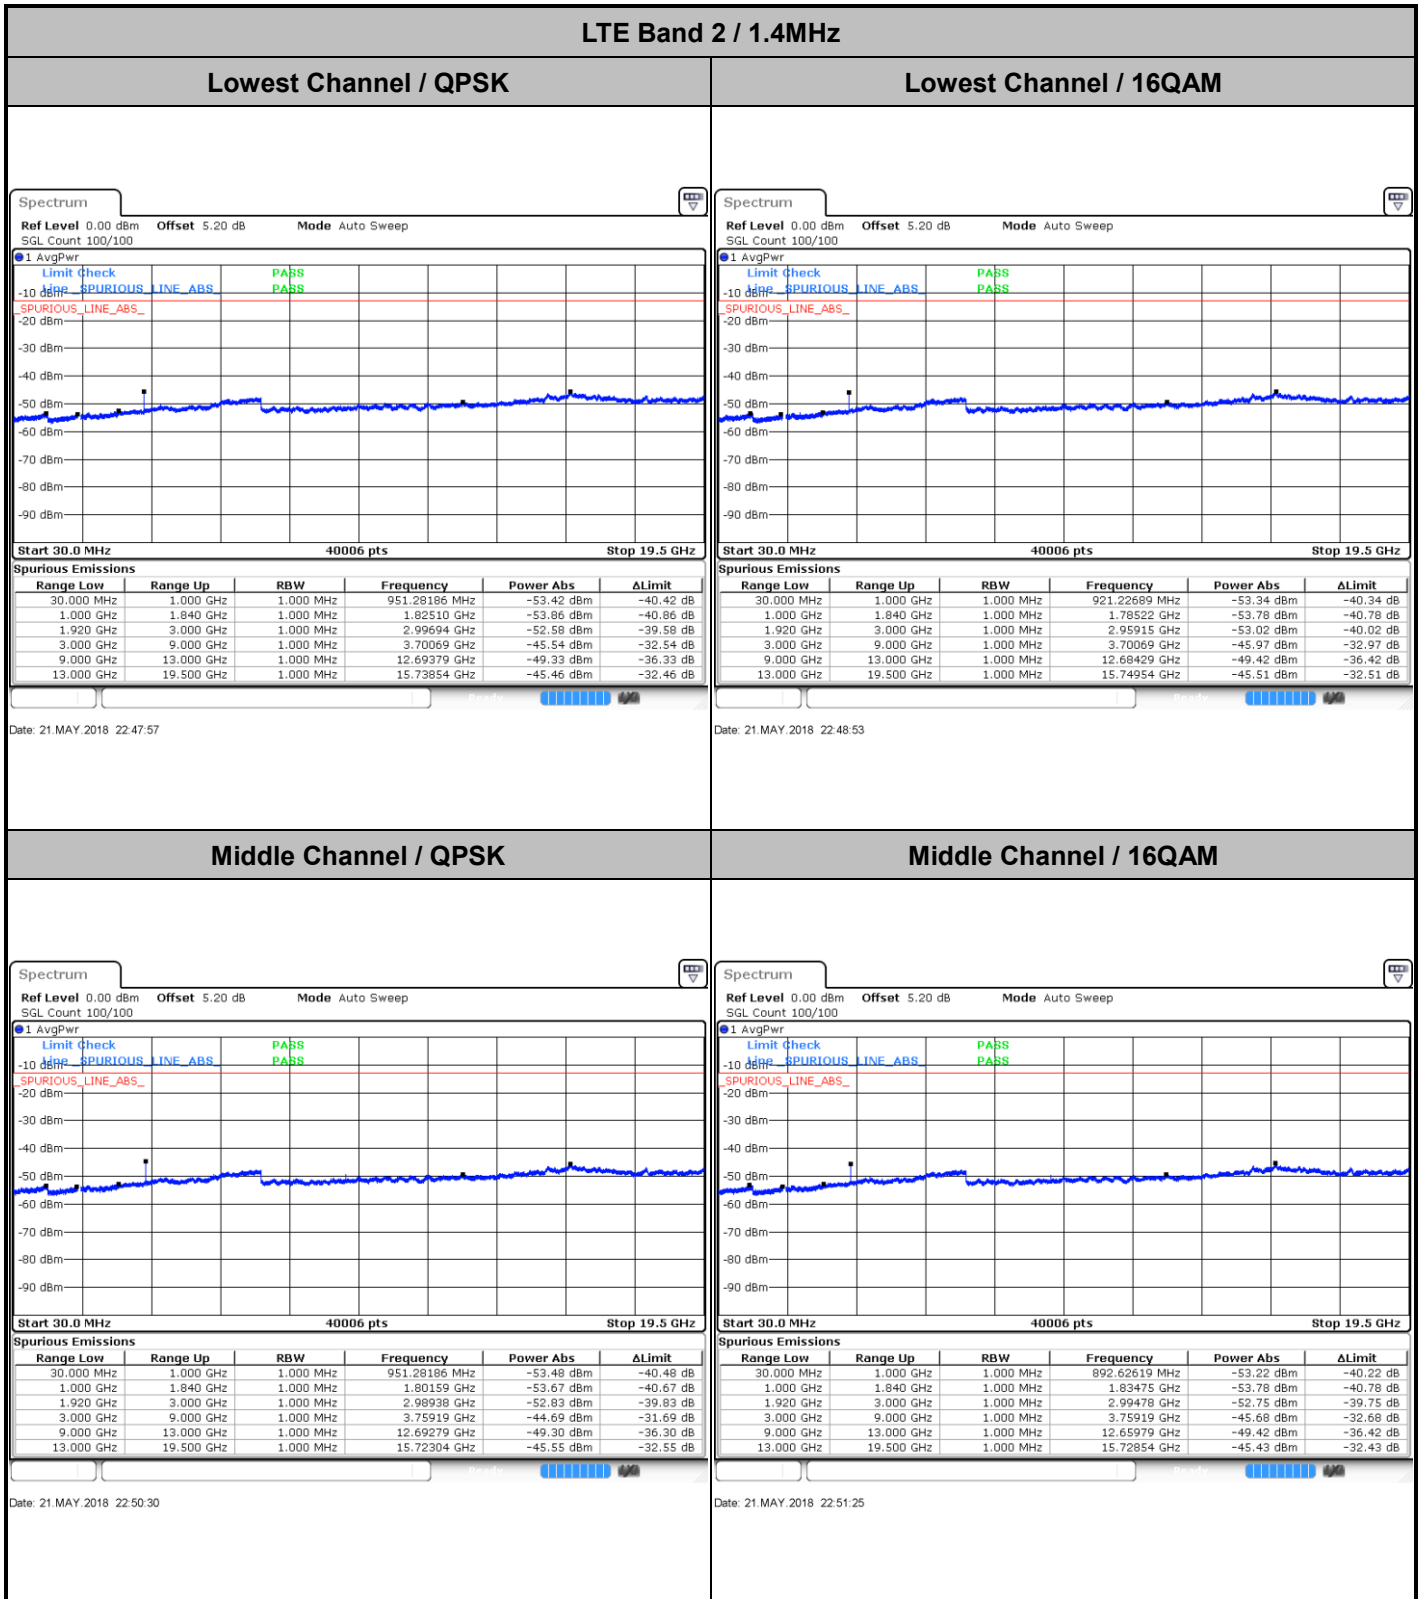 LTE Band 2 / 1.4MHz
Lowest Channel / QPSK
Lowest Channel / 16QAM
Spectrum
Ref Level 0.00 dBm Offset 5.20 dB Mode Auto Sweep
SGL Count 100/100
1 AvgPwr
Limit Check PASS
Line _SPURIOUS_LINE_ABS_ PASS
-10 dBm
_SPURIOUS_LINE_ABS_
-20 dBm
-30 dBm
-40 dBm
-50 dBm
-60 dBm
-70 dBm
-80 dBm
-90 dBm
Start 30.0 MHz 40006 pts Stop 19.5 GHz
Spurious Emissions
Range Low Range Up RBW Frequency Power Abs ΔLimit
30.000 MHz 1.000 GHz 1.000 MHz 951.28186 MHz -53.42 dBm -40.42 dB
1.000 GHz 1.840 GHz 1.000 MHz 1.82510 GHz -53.86 dBm -40.86 dB
1.920 GHz 3.000 GHz 1.000 MHz 2.99694 GHz -52.58 dBm -39.58 dB
3.000 GHz 9.000 GHz 1.000 MHz 3.70069 GHz -45.54 dBm -32.54 dB
9.000 GHz 13.000 GHz 1.000 MHz 12.69379 GHz -49.33 dBm -36.33 dB
13.000 GHz 19.500 GHz 1.000 MHz 15.73854 GHz -45.46 dBm -32.46 dB
Date: 21.MAY.2018 22:47:57
Spectrum
Ref Level 0.00 dBm Offset 5.20 dB Mode Auto Sweep
SGL Count 100/100
1 AvgPwr
Limit Check PASS
Line _SPURIOUS_LINE_ABS_ PASS
-10 dBm
_SPURIOUS_LINE_ABS_
-20 dBm
-30 dBm
-40 dBm
-50 dBm
-60 dBm
-70 dBm
-80 dBm
-90 dBm
Start 30.0 MHz 40006 pts Stop 19.5 GHz
Spurious Emissions
Range Low Range Up RBW Frequency Power Abs ΔLimit
30.000 MHz 1.000 GHz 1.000 MHz 921.22689 MHz -53.34 dBm -40.34 dB
1.000 GHz 1.840 GHz 1.000 MHz 1.78522 GHz -53.78 dBm -40.78 dB
1.920 GHz 3.000 GHz 1.000 MHz 2.95915 GHz -53.02 dBm -40.02 dB
3.000 GHz 9.000 GHz 1.000 MHz 3.70069 GHz -45.97 dBm -32.97 dB
9.000 GHz 13.000 GHz 1.000 MHz 12.68429 GHz -49.42 dBm -36.42 dB
13.000 GHz 19.500 GHz 1.000 MHz 15.74954 GHz -45.51 dBm -32.51 dB
Date: 21.MAY.2018 22:48:53
Middle Channel / QPSK
Middle Channel / 16QAM
Spectrum
Ref Level 0.00 dBm Offset 5.20 dB Mode Auto Sweep
SGL Count 100/100
1 AvgPwr
Limit Check PASS
Line _SPURIOUS_LINE_ABS_ PASS
-10 dBm
_SPURIOUS_LINE_ABS_
-20 dBm
-30 dBm
-40 dBm
-50 dBm
-60 dBm
-70 dBm
-80 dBm
-90 dBm
Start 30.0 MHz 40006 pts Stop 19.5 GHz
Spurious Emissions
Range Low Range Up RBW Frequency Power Abs ΔLimit
30.000 MHz 1.000 GHz 1.000 MHz 951.28186 MHz -53.48 dBm -40.48 dB
1.000 GHz 1.840 GHz 1.000 MHz 1.80159 GHz -53.67 dBm -40.67 dB
1.920 GHz 3.000 GHz 1.000 MHz 2.98938 GHz -52.83 dBm -39.83 dB
3.000 GHz 9.000 GHz 1.000 MHz 3.75919 GHz -44.69 dBm -31.69 dB
9.000 GHz 13.000 GHz 1.000 MHz 12.69279 GHz -49.30 dBm -36.30 dB
13.000 GHz 19.500 GHz 1.000 MHz 15.72304 GHz -45.55 dBm -32.55 dB
Date: 21.MAY.2018 22:50:30
Spectrum
Ref Level 0.00 dBm Offset 5.20 dB Mode Auto Sweep
SGL Count 100/100
1 AvgPwr
Limit Check PASS
Line _SPURIOUS_LINE_ABS_ PASS
-10 dBm
_SPURIOUS_LINE_ABS_
-20 dBm
-30 dBm
-40 dBm
-50 dBm
-60 dBm
-70 dBm
-80 dBm
-90 dBm
Start 30.0 MHz 40006 pts Stop 19.5 GHz
Spurious Emissions
Range Low Range Up RBW Frequency Power Abs ΔLimit
30.000 MHz 1.000 GHz 1.000 MHz 892.62619 MHz -53.22 dBm -40.22 dB
1.000 GHz 1.840 GHz 1.000 MHz 1.83475 GHz -53.78 dBm -40.78 dB
1.920 GHz 3.000 GHz 1.000 MHz 2.99478 GHz -52.75 dBm -39.75 dB
3.000 GHz 9.000 GHz 1.000 MHz 3.75919 GHz -45.68 dBm -32.68 dB
9.000 GHz 13.000 GHz 1.000 MHz 12.65979 GHz -49.42 dBm -36.42 dB
13.000 GHz 19.500 GHz 1.000 MHz 15.72854 GHz -45.43 dBm -32.43 dB
Date: 21.MAY.2018 22:51:25